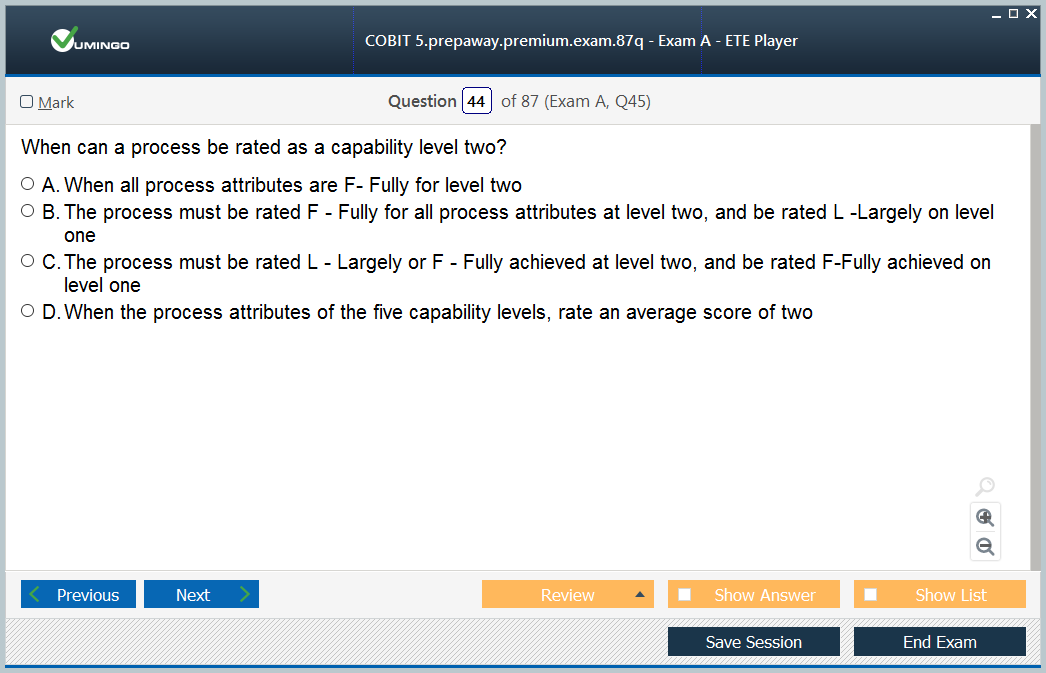 VUMINGO
COBIT 5.prepaway.premium.exam.87q - Exam A - ETE Player
Mark
Question 44 of 87 (Exam A, Q45)
When can a process be rated as a capability level two?
A. When all process attributes are F- Fully for level two
B. The process must be rated F - Fully for all process attributes at level two, and be rated L -Largely on level
one
C. The process must be rated L - Largely or F - Fully achieved at level two, and be rated F-Fully achieved on
level one
D. When the process attributes of the five capability levels, rate an average score of two
Previous
Next
Review
Show Answer
Show List
Save Session
End Exam